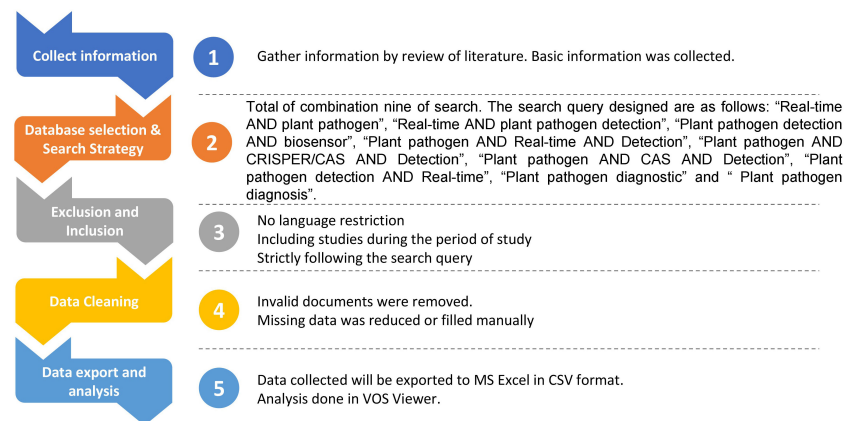 Collect information
1
Gather information by review of literature. Basic information was collected.
Database selection &
Search Strategy
2
Total of combination nine of search. The search query designed are as follows: “Real-time
AND plant pathogen”, “Real-time AND plant pathogen detection”, “Plant pathogen detection
AND biosensor”, “Plant pathogen AND Real-time AND Detection”, “Plant pathogen AND
CRISPER/CAS AND Detection”, “Plant pathogen AND CAS AND Detection”, “Plant
pathogen detection AND Real-time”, “Plant pathogen diagnostic” and “ Plant pathogen
diagnosis”.
Exclusion and
Inclusion
3
No language restriction
Including studies during the period of study
Strictly following the search query
Data Cleaning
4
Invalid documents were removed.
Missing data was reduced or filled manually
Data export and
analysis
5
Data collected will be exported to MS Excel in CSV format.
Analysis done in VOS Viewer.